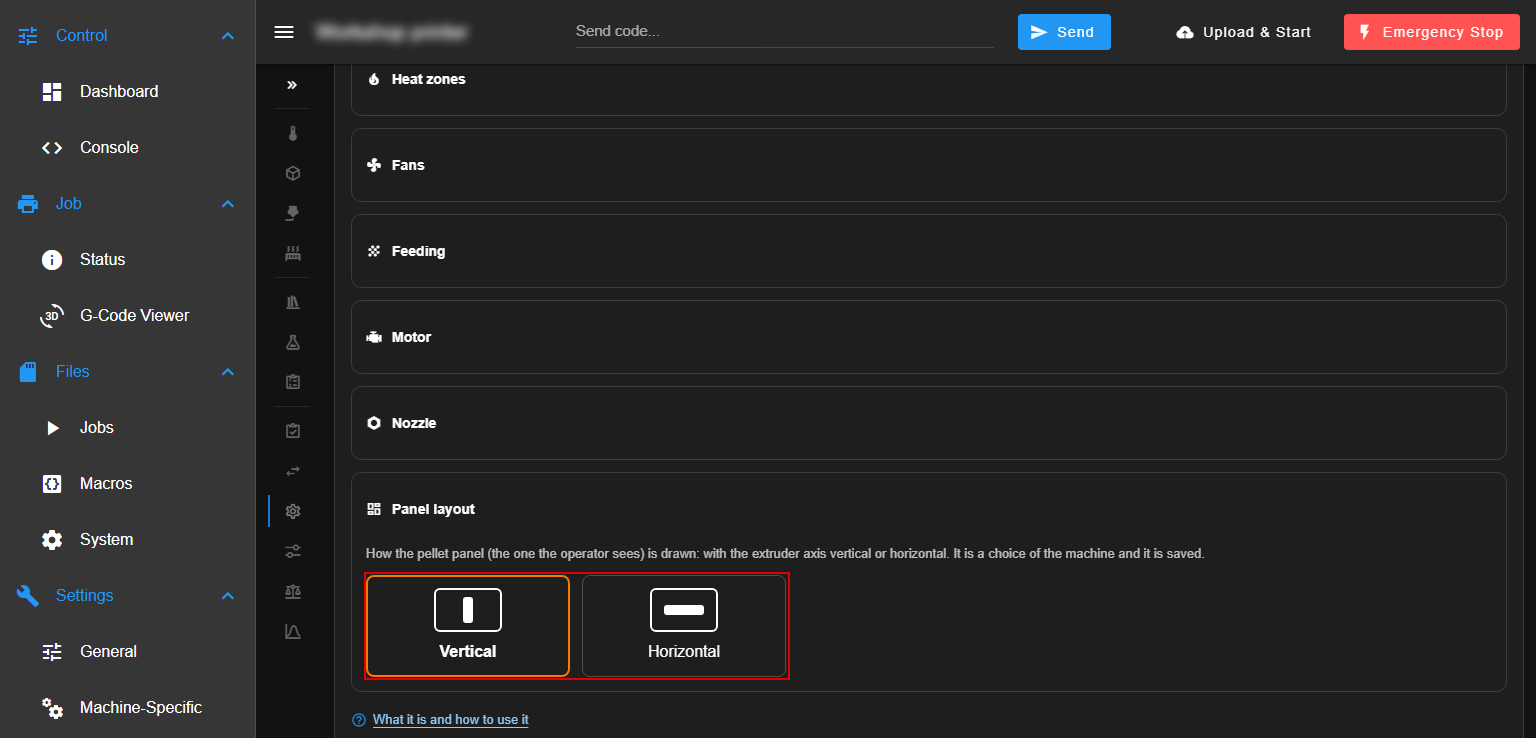 Control
Dashboard
Console
Job
Status
3D
G-Code Viewer
Files
Jobs
Macros
System
Settings
General
Machine-Specific
Send code...
Send
Upload & Start
Emergency Stop
Heat zones
Fans
Feeding
Motor
Nozzle
Panel layout
How the pellet panel (the one the operator sees) is drawn: with the extruder axis vertical or horizontal. It is a choice of the machine and it is saved.
Vertical
Horizontal
What it is and how to use it